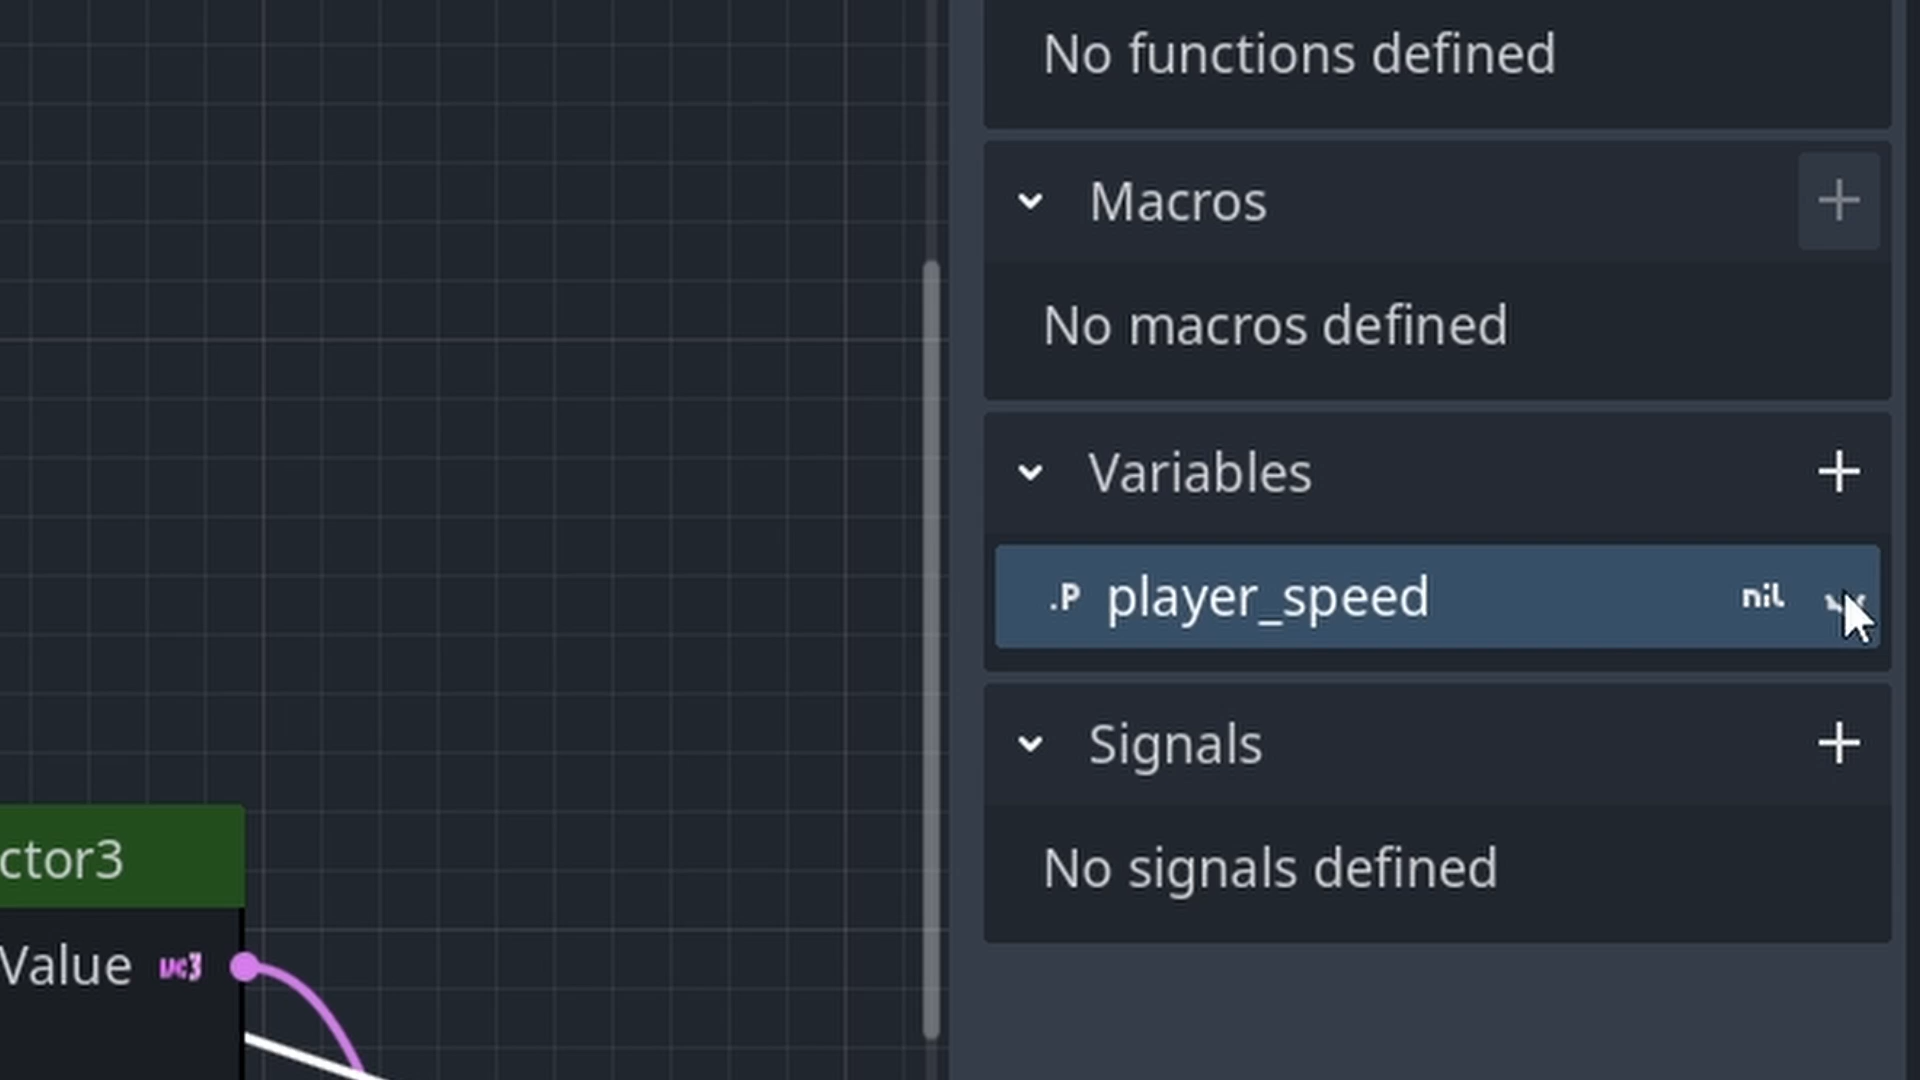 No functions defined
Macros
No macros defined
Variables
.P player_speed nil
Signals
No signals defined
ctor3
Value vc3